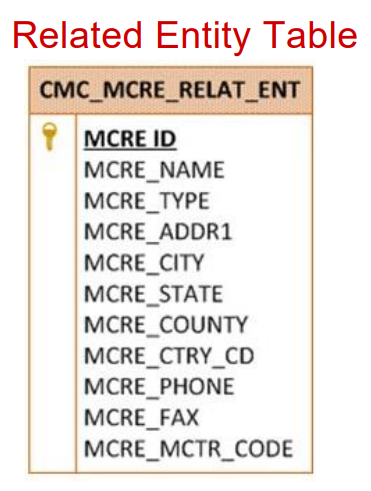 Related Entity Table
CMC_MCRE_RELAT_ENT
MCRE ID
MCRE_NAME
MCRE_TYPE
MCRE_ADDR1
MCRE_CITY
MCRE_STATE
MCRE_COUNTY
MCRE_CTRY_CD
MCRE_PHONE
MCRE_FAX
MCRE_MCTR_CODE